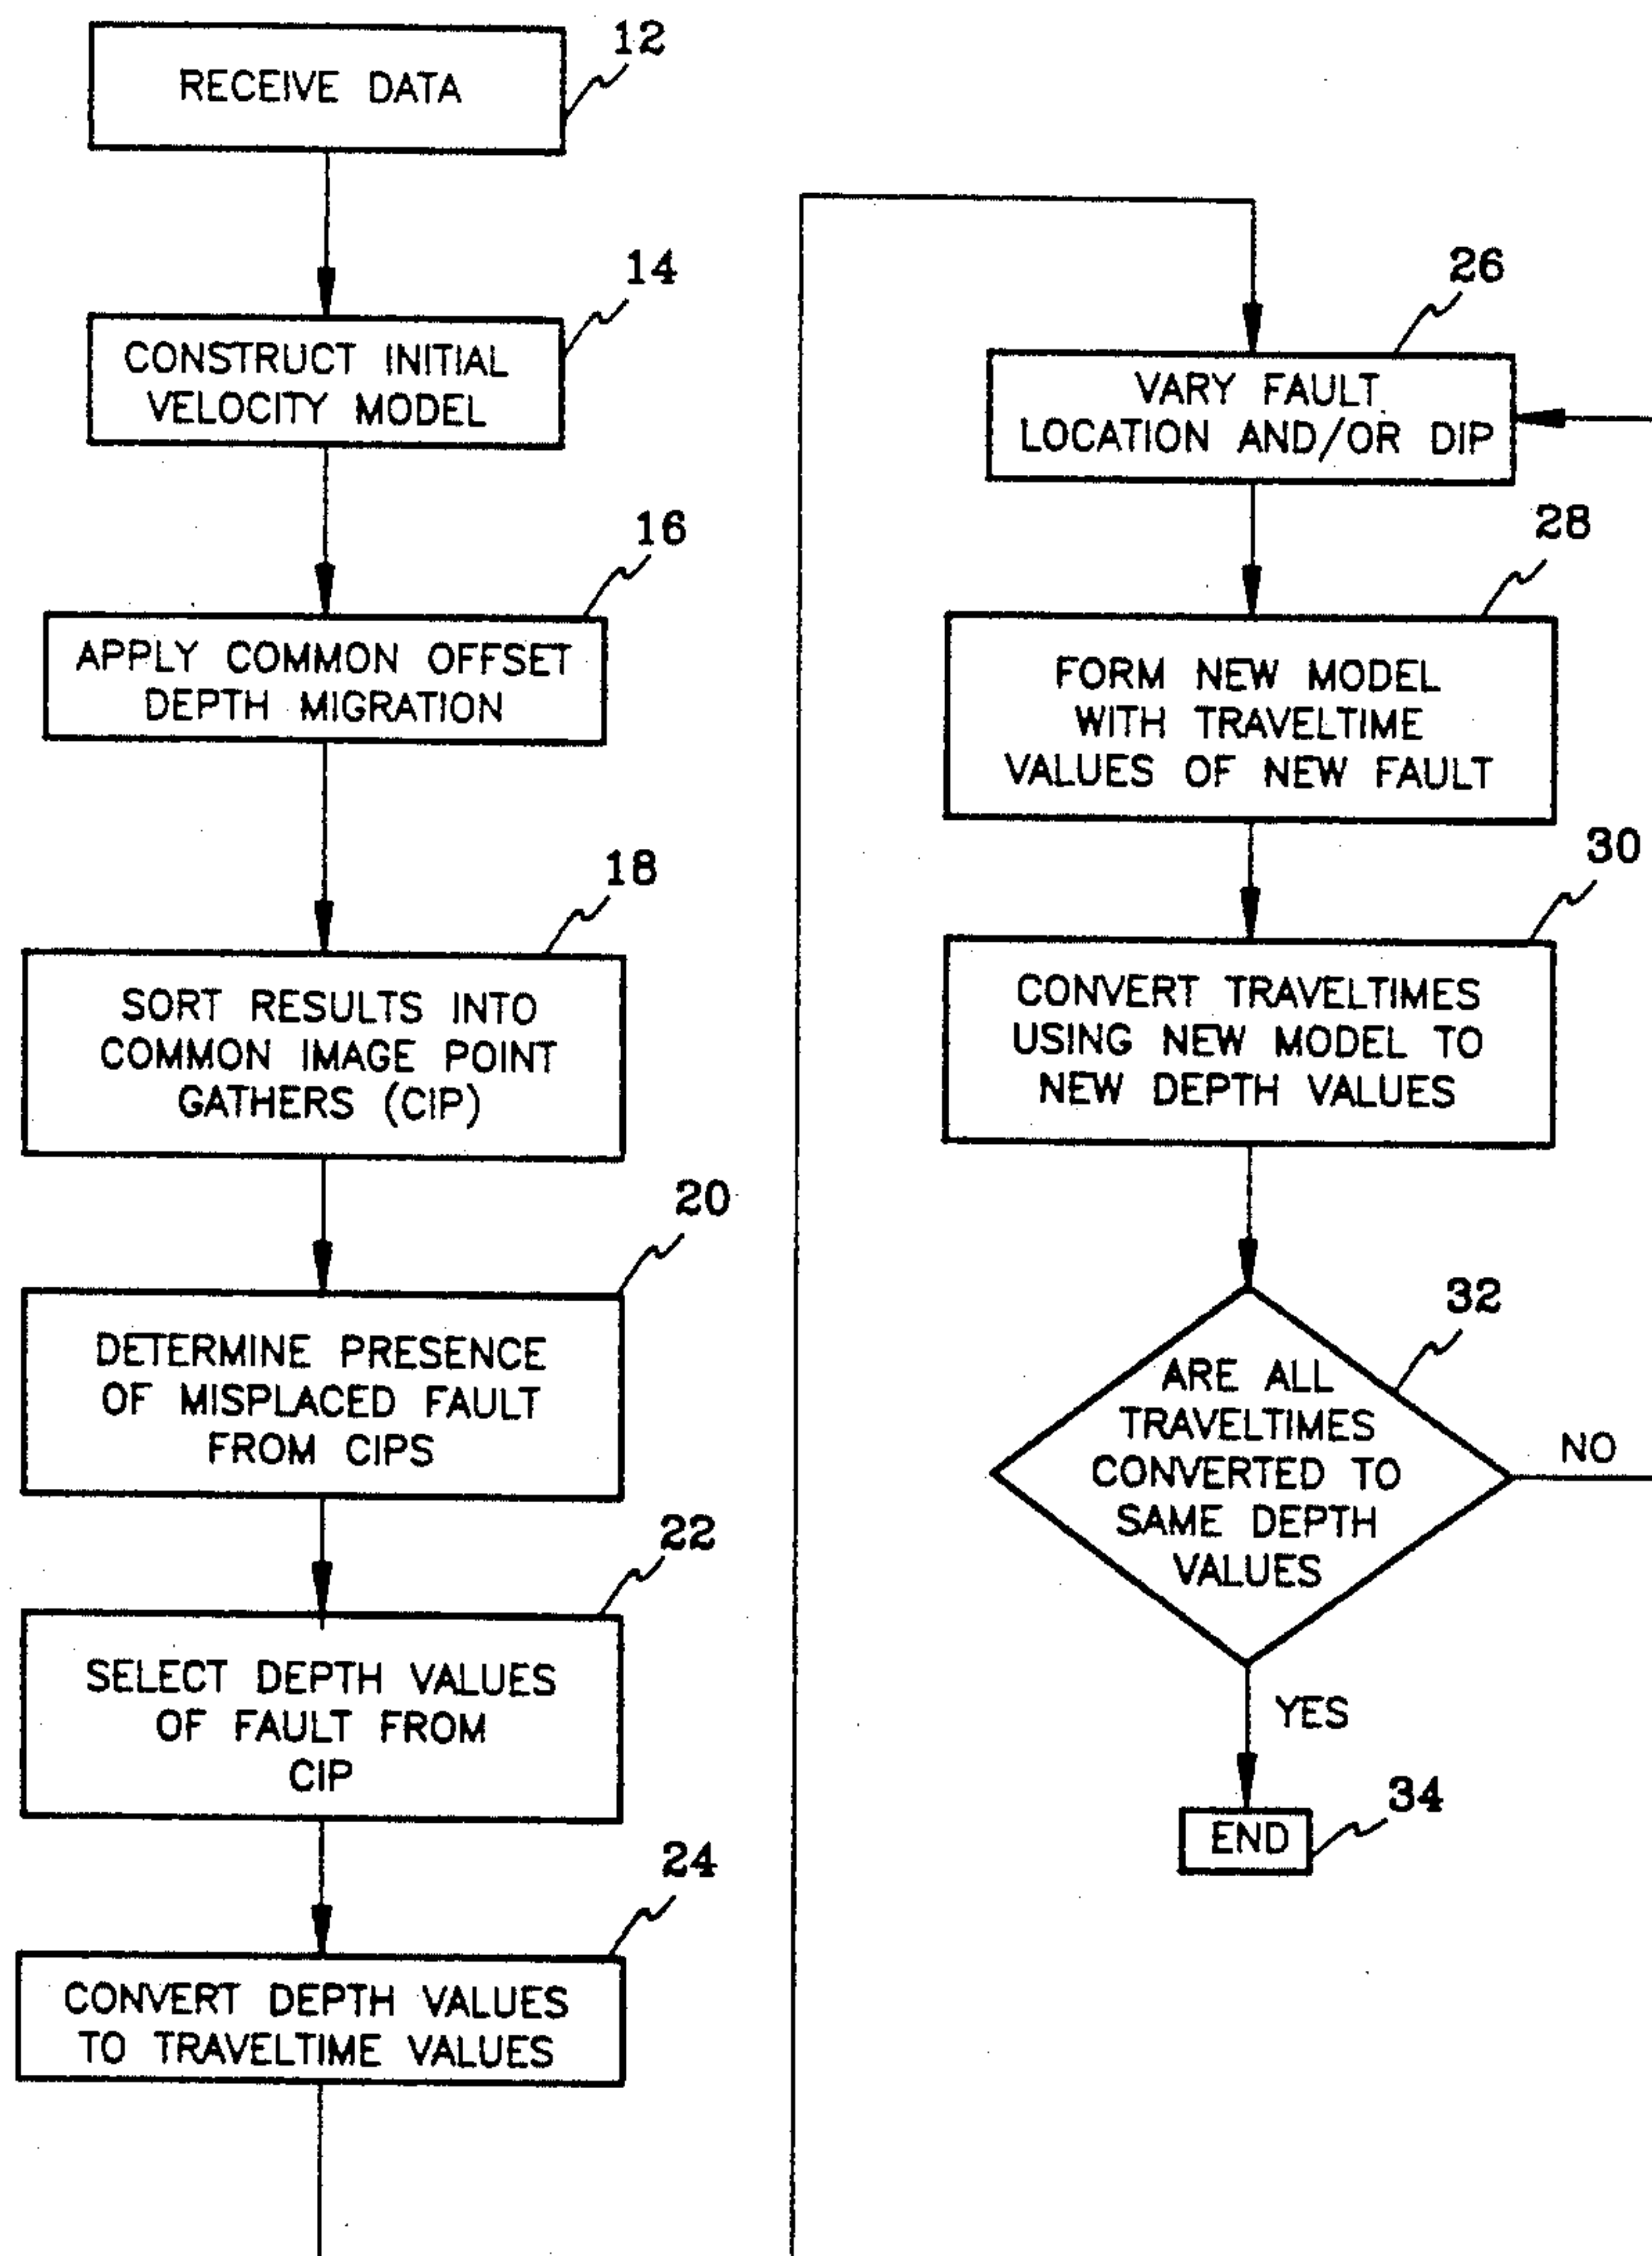 12
RECEIVE DATA
14
CONSTRUCT INITIAL
VELOCITY MODEL
16
APPLY COMMON OFFSET
DEPTH MIGRATION
18
SORT RESULTS INTO
COMMON IMAGE POINT
GATHERS (CIP)
20
DETERMINE PRESENCE
OF MISPLACED FAULT
FROM CIPS
22
SELECT DEPTH VALUES
OF FAULT FROM
CIP
24
CONVERT DEPTH VALUES
TO TRAVELTIME VALUES
26
VARY FAULT
LOCATION AND/OR DIP
28
FORM NEW MODEL
WITH TRAVELTIME
VALUES OF NEW FAULT
30
CONVERT TRAVELTIMES
USING NEW MODEL TO
NEW DEPTH VALUES
32
ARE ALL
TRAVELTIMES
CONVERTED TO
SAME DEPTH
VALUES
NO
YES
34
END